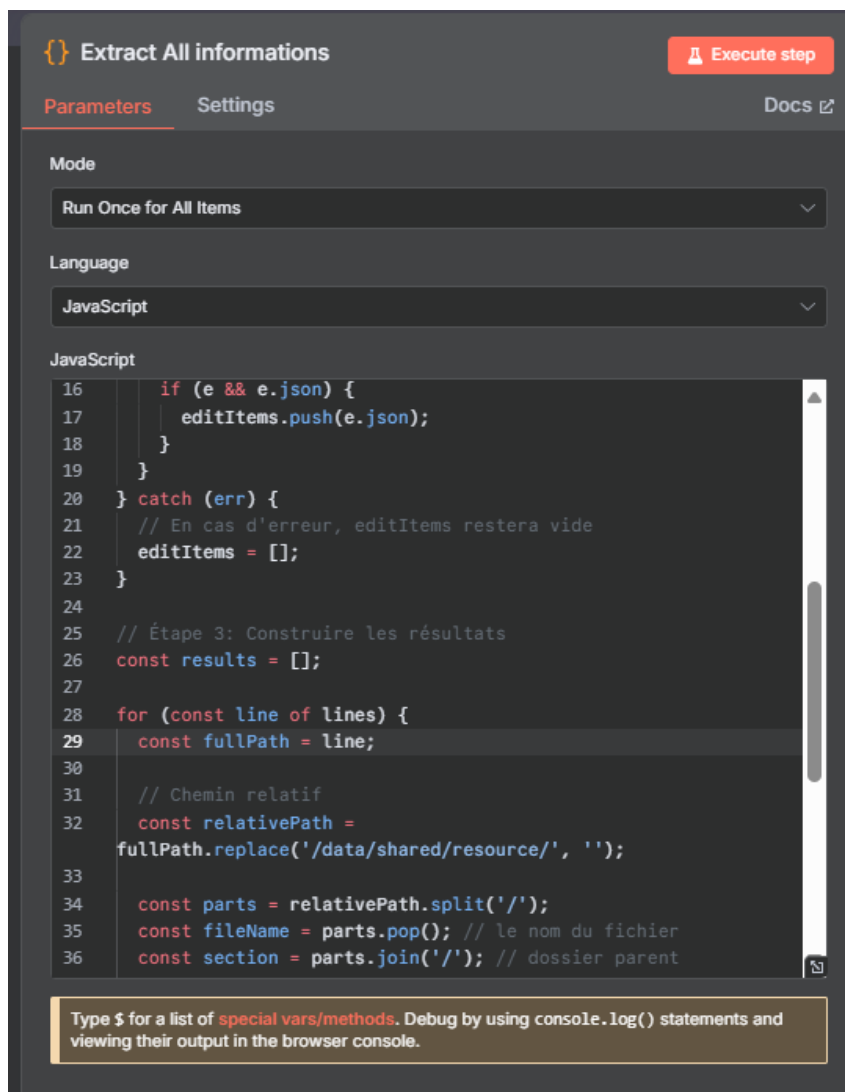 {} Extract All informations
Execute step
Parameters Settings Docs
Mode
Run Once for All Items
Language
JavaScript
JavaScript
16 if (e && e.json) {
17 editItems.push(e.json);
18 }
19 }
20 } catch (err) {
21 // En cas d'erreur, editItems restera vide
22 editItems = [];
23 }
24
25 // Étape 3: Construire les résultats
26 const results = [];
27
28 for (const line of lines) {
29 const fullPath = line;
30
31 // Chemin relatif
32 const relativePath =
fullPath.replace('/data/shared/resource/', '');
33
34 const parts = relativePath.split('/');
35 const fileName = parts.pop(); // le nom du fichier
36 const section = parts.join('/'); // dossier parent
Type $ for a list of special vars/methods. Debug by using console.log() statements and
viewing their output in the browser console.